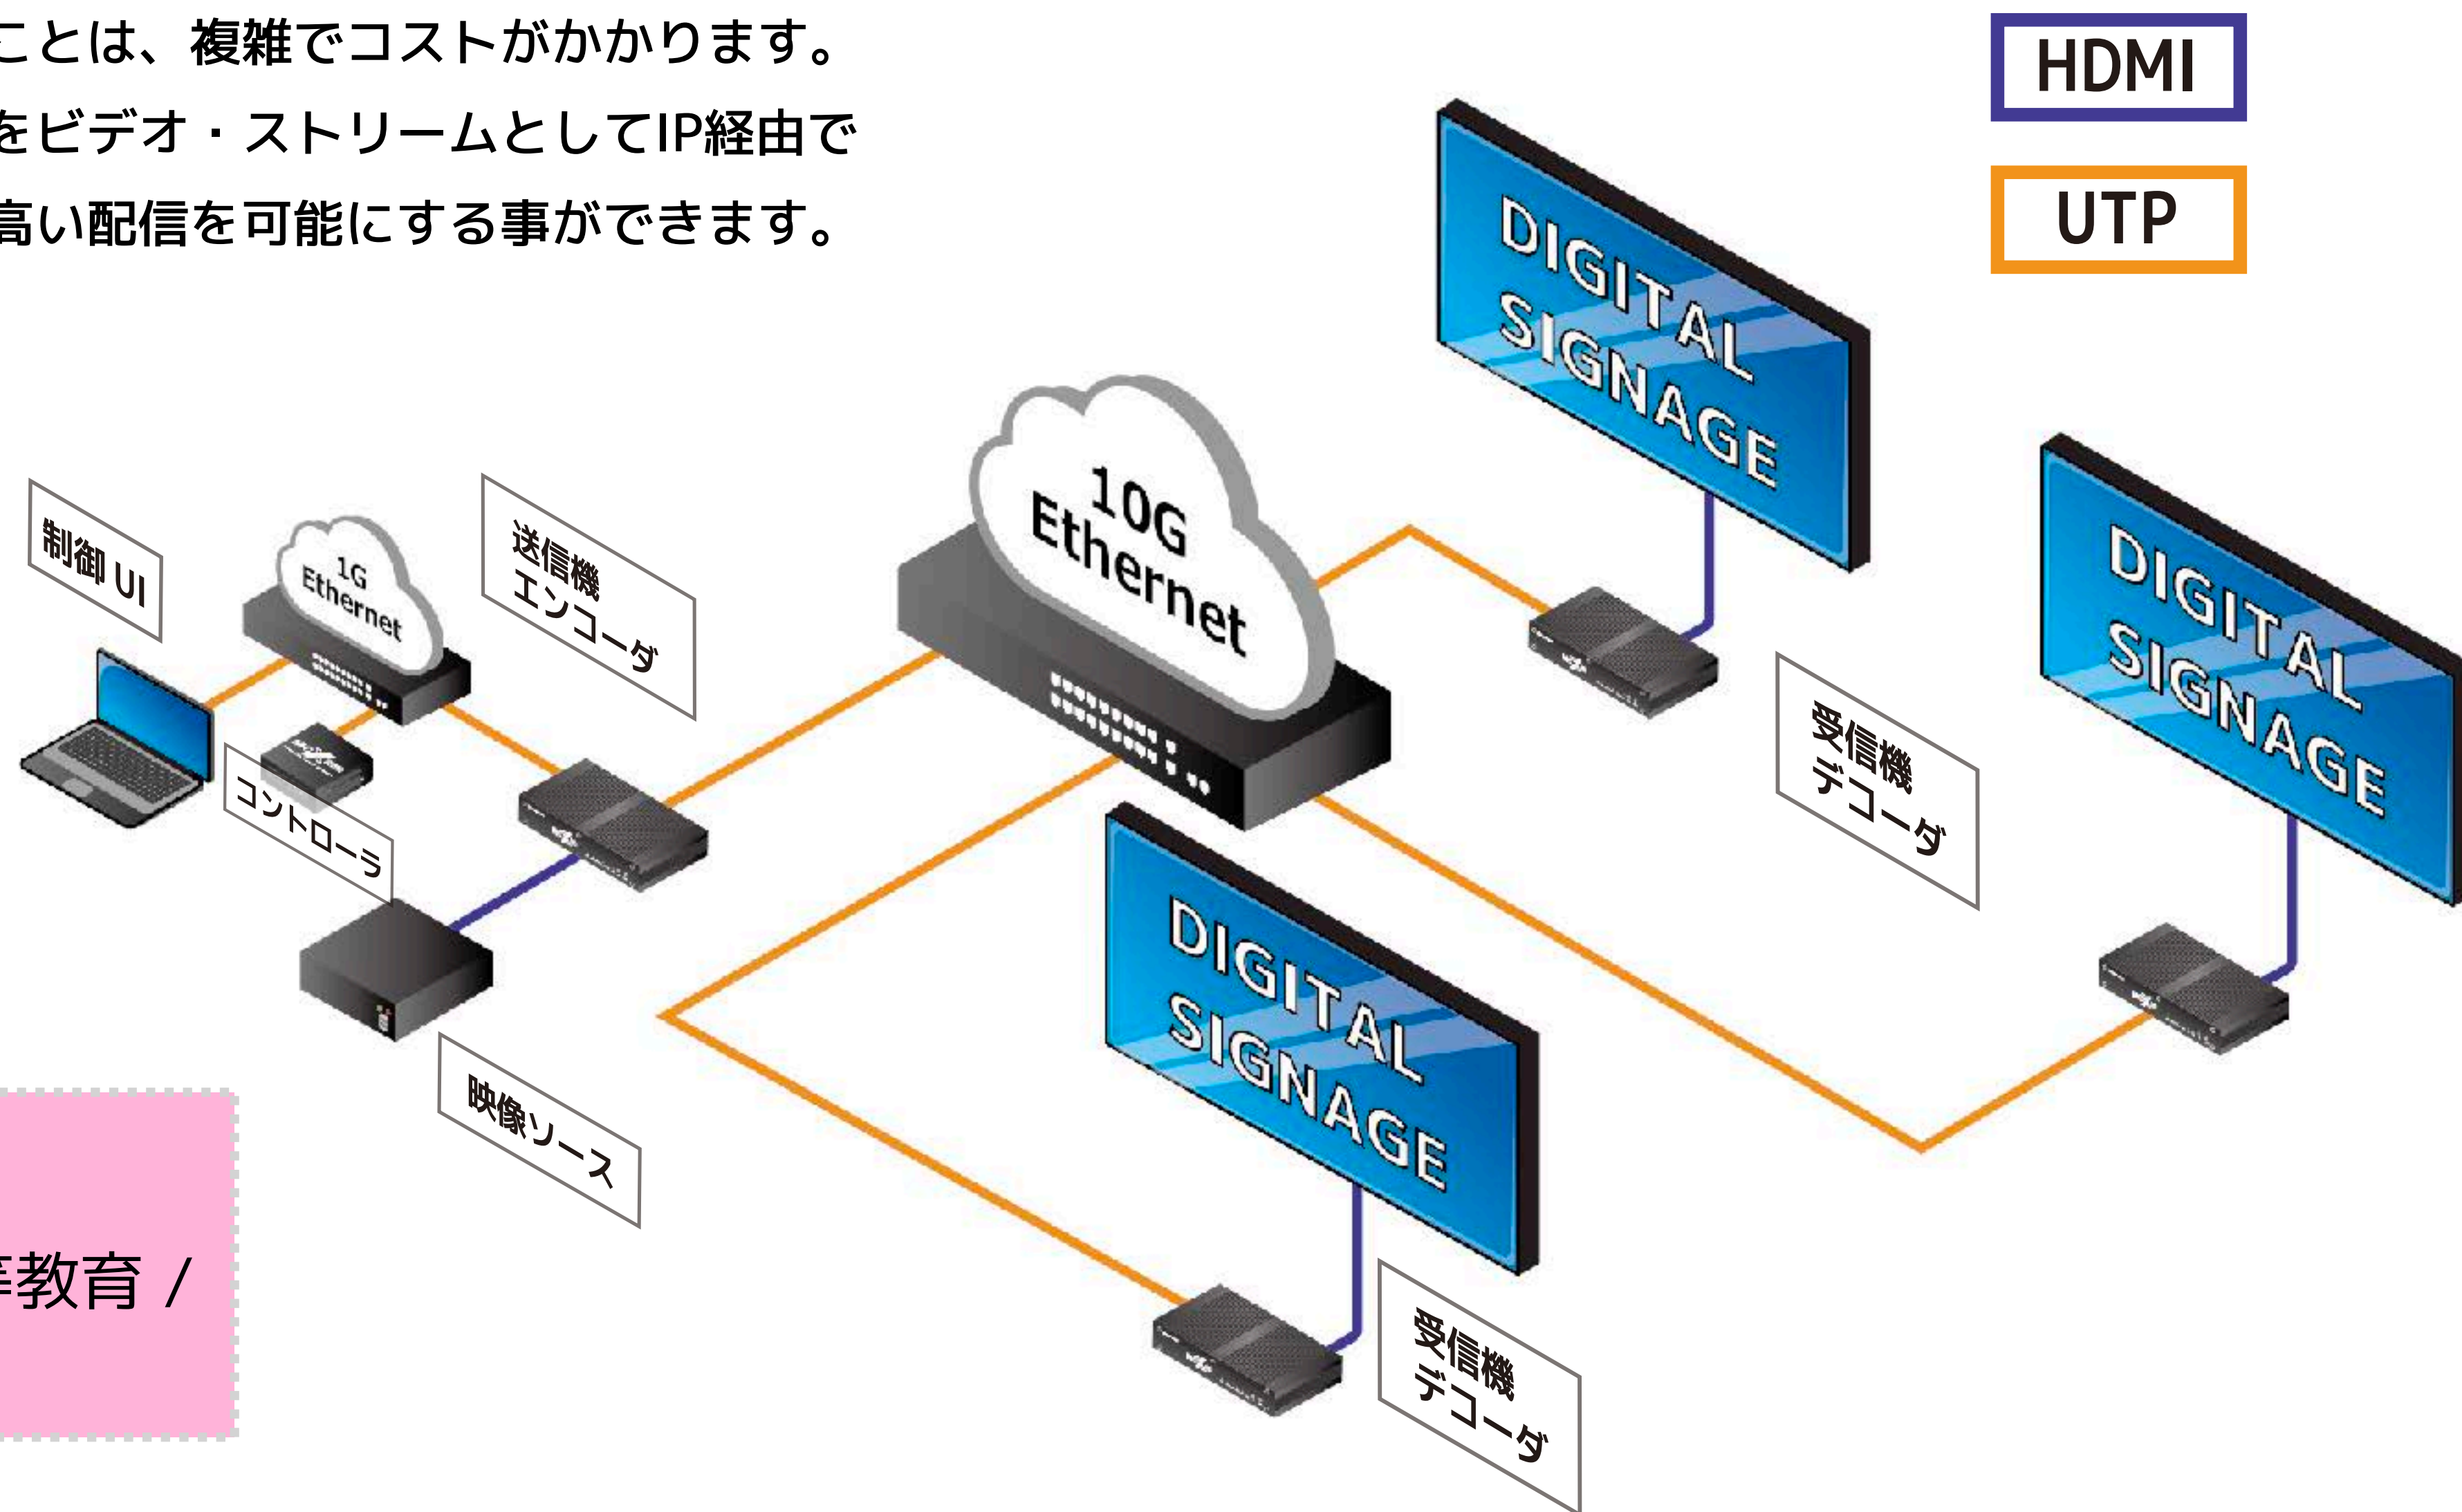 ことは、複雑でコストがかかります。
をビデオ・ストリームとしてIP経由で
高い配信を可能にする事ができます。
HDMI
UTP
DIGITAL
SIGNAGE
DIGITAL
SIGNAGE
10G
Ethernet
制御 UI
1G
Ethernet
送信機
エンコーダ
コントローラ
受信機
デコーダ
DIGITAL
SIGNAGE
映像ソース
等教育 /
受信機
デコーダ